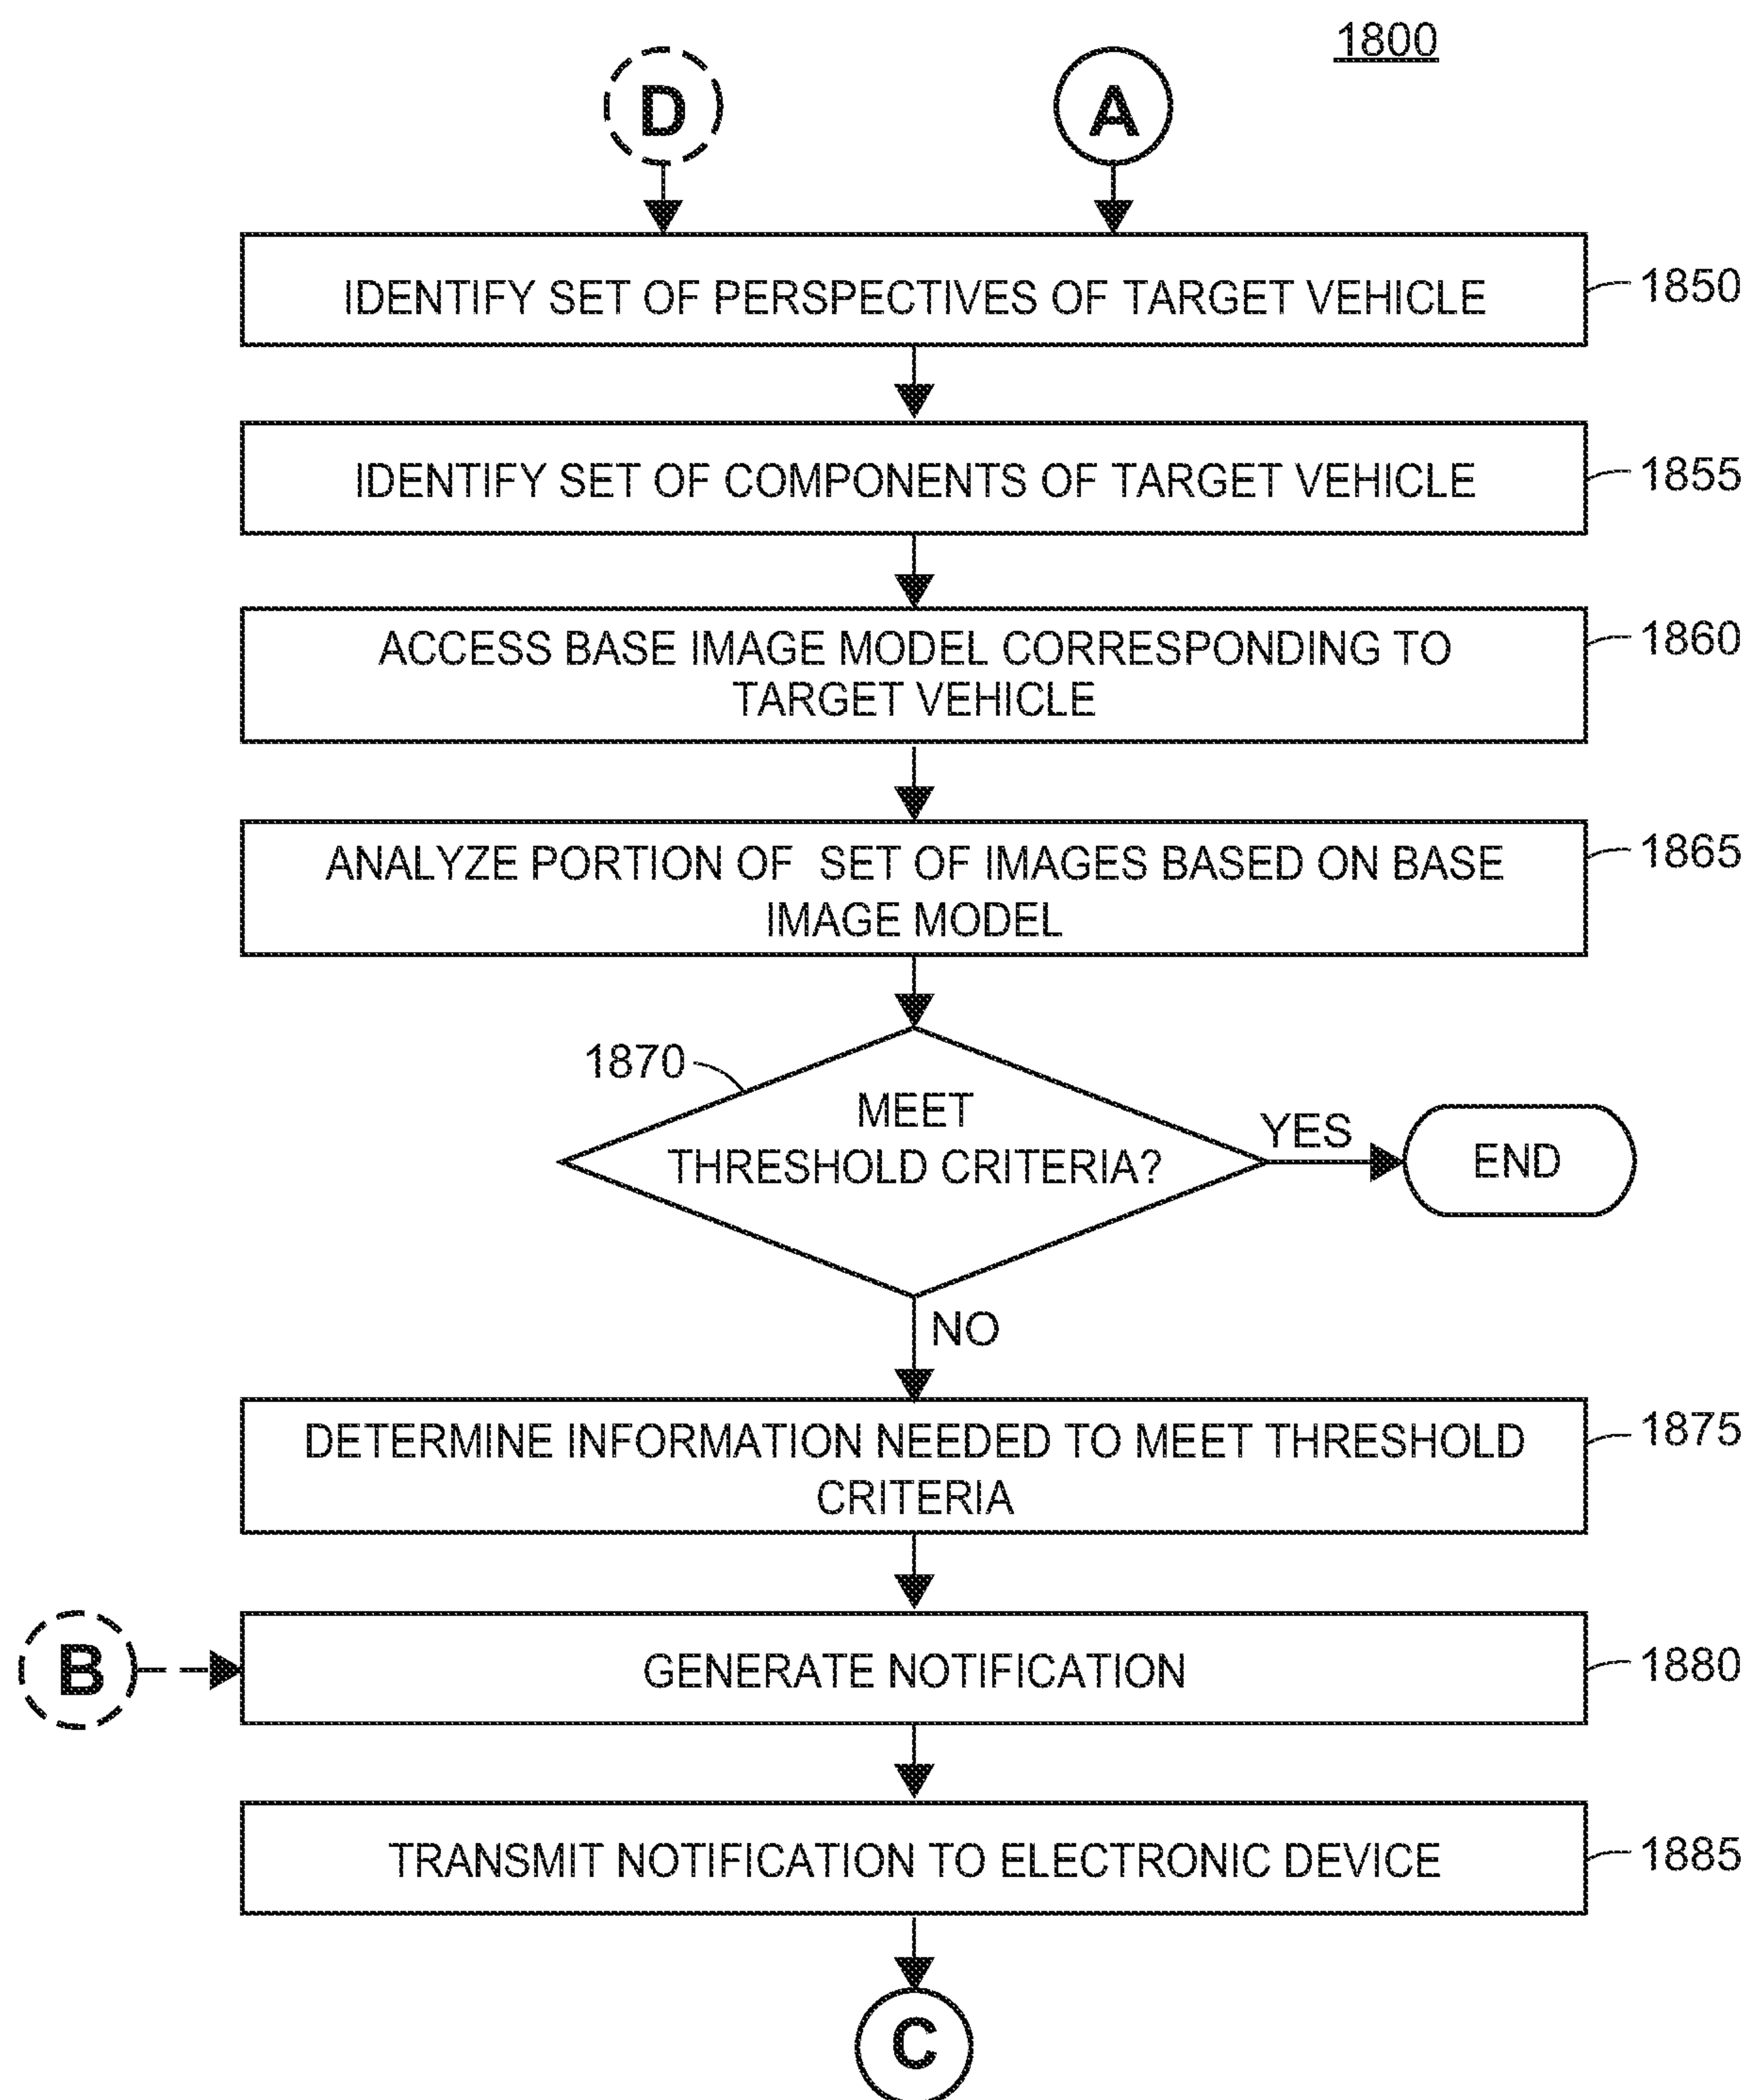 1800
D
A
IDENTIFY SET OF PERSPECTIVES OF TARGET VEHICLE
1850
IDENTIFY SET OF COMPONENTS OF TARGET VEHICLE
1855
ACCESS BASE IMAGE MODEL CORRESPONDING TO
TARGET VEHICLE
1860
ANALYZE PORTION OF SET OF IMAGES BASED ON BASE
IMAGE MODEL
1865
1870
MEET
THRESHOLD CRITERIA?
YES
END
NO
DETERMINE INFORMATION NEEDED TO MEET THRESHOLD
CRITERIA
1875
B
GENERATE NOTIFICATION
1880
TRANSMIT NOTIFICATION TO ELECTRONIC DEVICE
1885
C